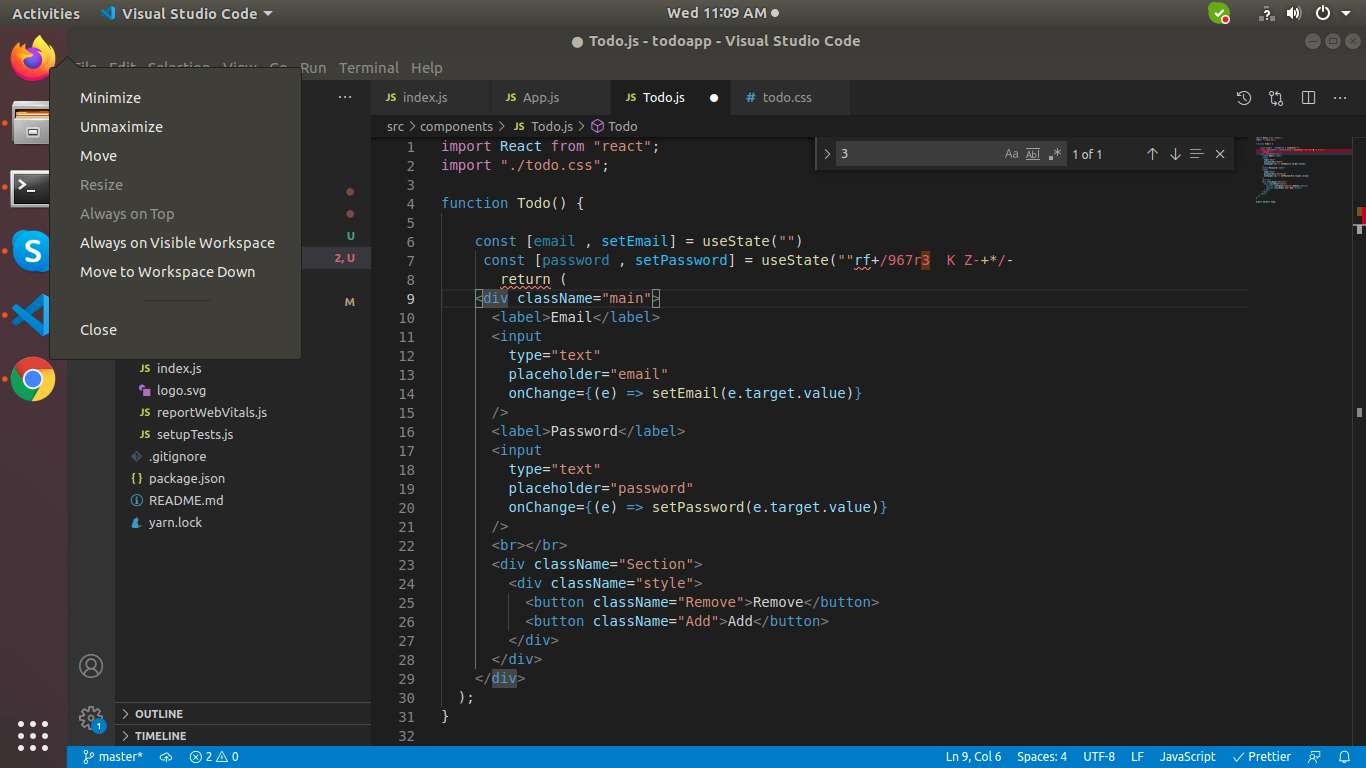 Activities Visual Studio Code Wed 11:09 AM
Todo.js - todoapp - Visual Studio Code
File Edit Selection View Go Run Terminal Help
Minimize
Unmaximize
Move
Resize
Always on Top
Always on Visible Workspace
Move to Workspace Down
Close
U
2, U
M
JS index.js
logo.svg
JS reportWebVitals.js
JS setupTests.js
.gitignore
{} package.json
README.md
yarn.lock
OUTLINE
TIMELINE
1
JS index.js JS App.js JS Todo.js # todo.css
src > components > JS Todo.js > Todo
3 Aa Abl .* 1 of 1
1 import React from "react";
2 import "./todo.css";
3
4 function Todo() {
5
6 const [email , setEmail] = useState("")
7 const [password , setPassword] = useState(""rf+/967r3  K Z-+*/-
8 return (
9 <div className="main">
10 <label>Email</label>
11 <input
12 type="text"
13 placeholder="email"
14 onChange={(e) => setEmail(e.target.value)}
15 />
16 <label>Password</label>
17 <input
18 type="text"
19 placeholder="password"
20 onChange={(e) => setPassword(e.target.value)}
21 />
22 <br></br>
23 <div className="Section">
24 <div className="style">
25 <button className="Remove">Remove</button>
26 <button className="Add">Add</button>
27 </div>
28 </div>
29 </div>
30 );
31 }
32
master* 2 0 Ln 9, Col 6 Spaces: 4 UTF-8 LF JavaScript Prettier